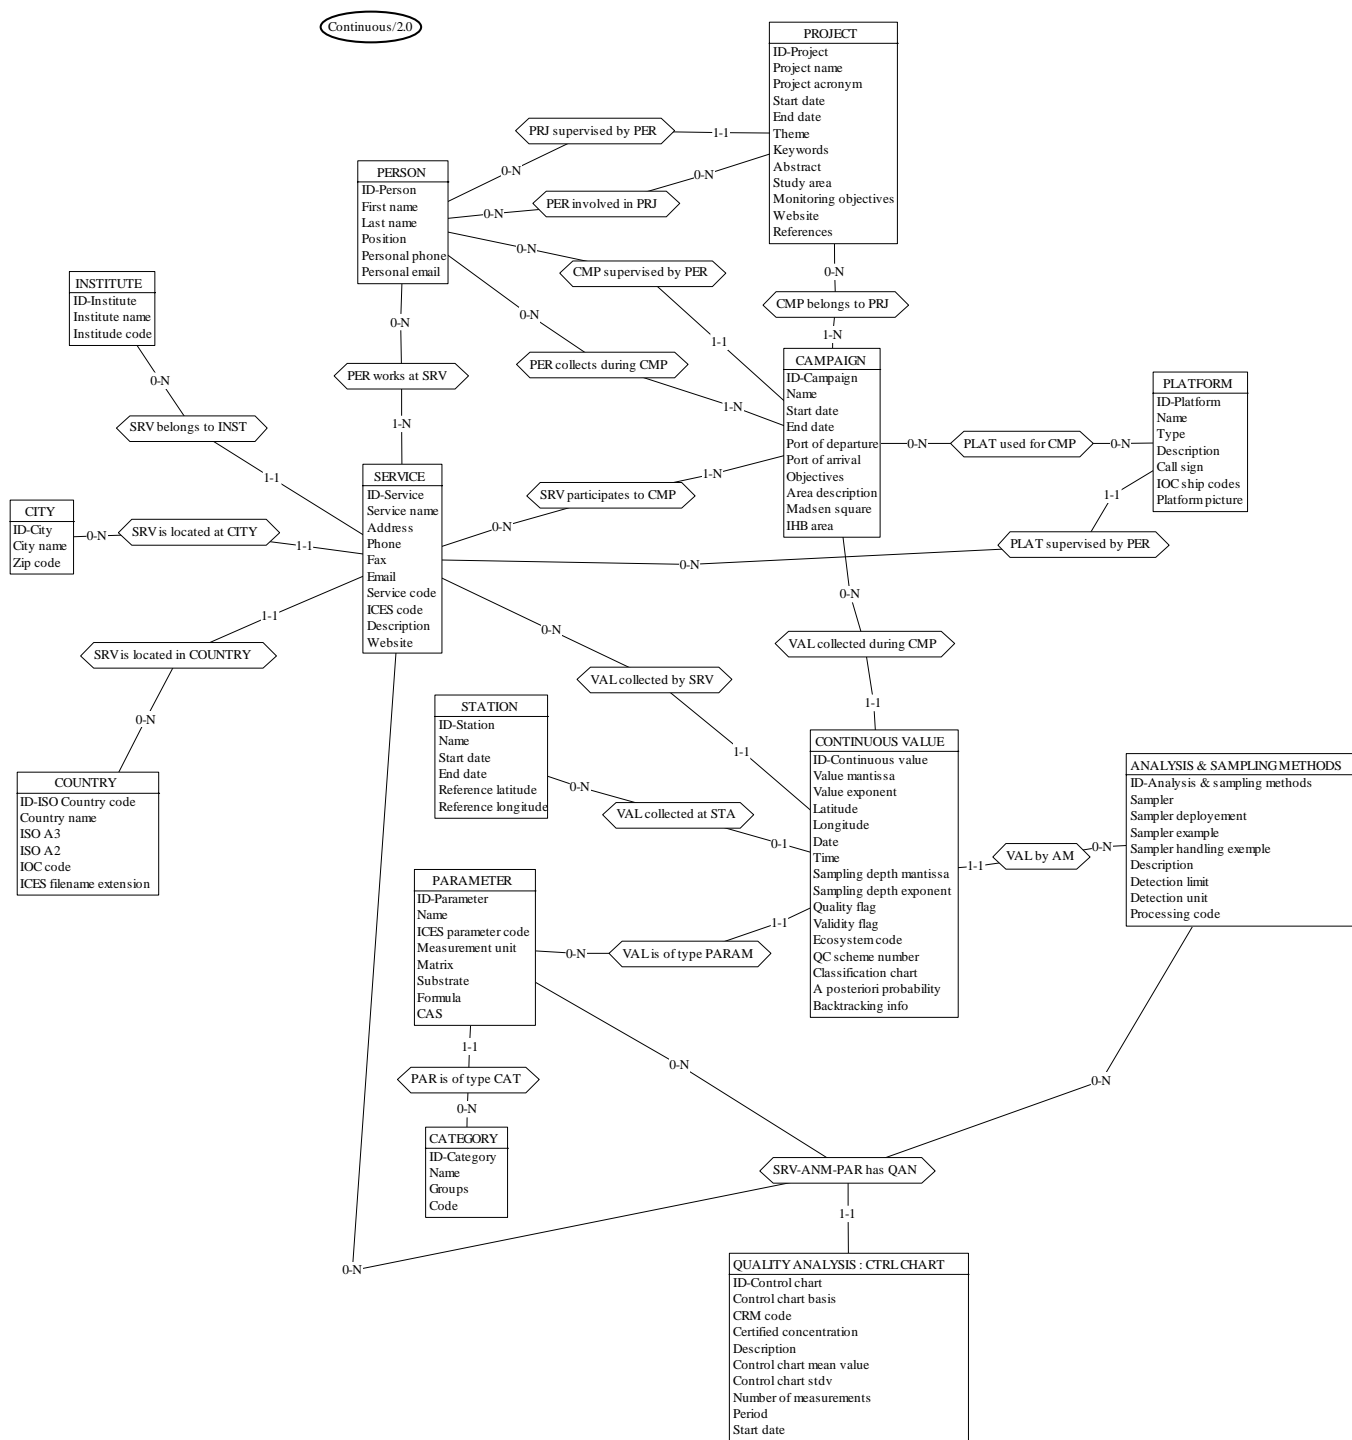 Continuous/2.0
PROJECT
ID-Project
Project name
Project acronym
Start date
End date
Theme
Keywords
Abstract
Study area
Monitoring objectives
Website
References
PRJ supervised by PER
1-1
0-N
PER involved in PRJ
0-N
0-N
PERSON
ID-Person
First name
Last name
Position
Personal phone
Personal email
0-N
CMP supervised by PER
1-1
0-N
CMP belongs to PRJ
1-N
INSTITUTE
ID-Institute
Institute name
Institude code
0-N
PER works at SRV
1-N
0-N
PER collects during CMP
1-N
CAMPAIGN
ID-Campaign
Name
Start date
End date
Port of departure
Port of arrival
Objectives
Area description
Madsen square
IHB area
0-N
PLAT used for CMP
0-N
PLATFORM
ID-Platform
Name
Type
Description
Call sign
IOC ship codes
Platform picture
0-N
SRV belongs to INST
1-1
SERVICE
ID-Service
Service name
Address
Phone
Fax
Email
Service code
ICES code
Description
Website
1-N
SRV participates to CMP
0-N
1-1
PLAT supervised by PER
0-N
CITY
ID-City
City name
Zip code
0-N
SRV is located at CITY
1-1
1-1
SRV is located in COUNTRY
0-N
COUNTRY
ID-ISO Country code
Country name
ISO A3
ISO A2
IOC code
ICES filename extension
0-N
VAL collected during CMP
1-1
0-N
VAL collected by SRV
1-1
STATION
ID-Station
Name
Start date
End date
Reference latitude
Reference longitude
0-N
VAL collected at STA
0-1
CONTINUOUS VALUE
ID-Continuous value
Value mantissa
Value exponent
Latitude
Longitude
Date
Time
Sampling depth mantissa
Sampling depth exponent
Quality flag
Validity flag
Ecosystem code
QC scheme number
Classification chart
A posteriori probability
Backtracking info
1-1
VAL by AM
0-N
ANALYSIS & SAMPLING METHODS
ID-Analysis & sampling methods
Sampler
Sampler deployement
Sampler example
Sampler handling exemple
Description
Detection limit
Detection unit
Processing code
PARAMETER
ID-Parameter
Name
ICES parameter code
Measurement unit
Matrix
Substrate
Formula
CAS
0-N
VAL is of type PARAM
1-1
1-1
PAR is of type CAT
0-N
CATEGORY
ID-Category
Name
Groups
Code
0-N
0-N
SRV-ANM-PAR has QAN
0-N
1-1
QUALITY ANALYSIS : CTRL CHART
ID-Control chart
Control chart basis
CRM code
Certified concentration
Description
Control chart mean value
Control chart stdv
Number of measurements
Period
Start date